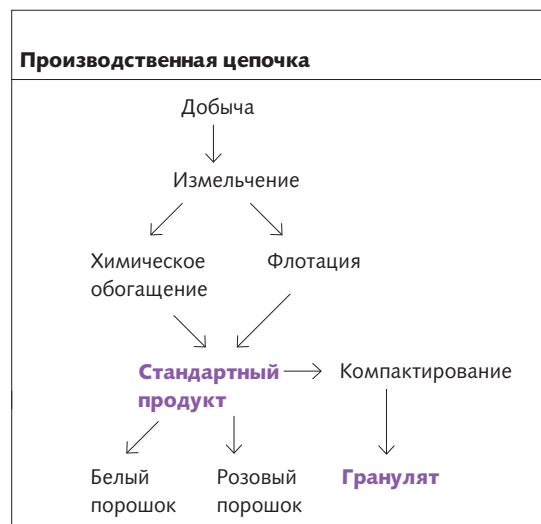 Производственная цепочка
Добыча
Измельчение
Химическое
обогащение
Флотация
Стандартный
продукт
Компактирование
Белый
порошок
Розовый
порошок
Гранулят